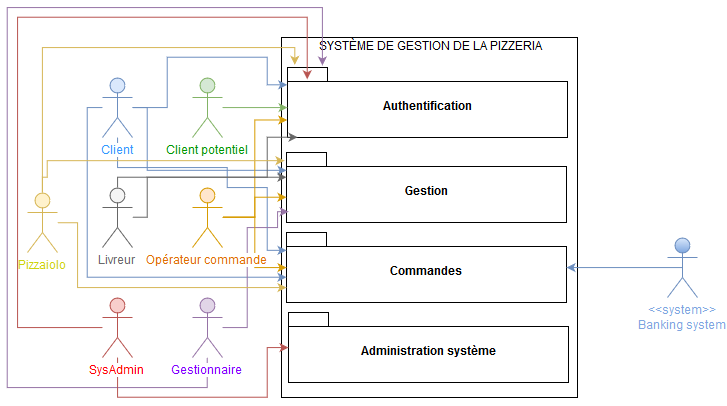 SYSTÈME DE GESTION DE LA PIZZERIA
Authentification
Client
Client potentiel
Gestion
Pizzaiolo
Livreur
Opérateur commande
Commandes
<<system>>
Banking system
SysAdmin
Gestionnaire
Administration système